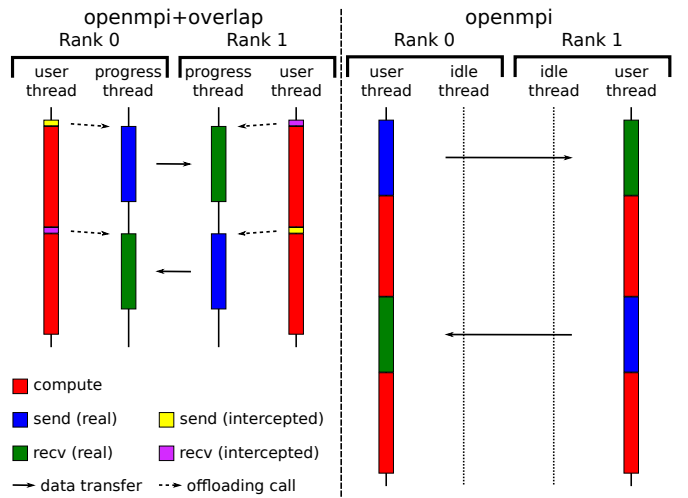 openmpi+overlap
openmpi
Rank 0
Rank 1
Rank 0
Rank 1
user
thread
progress
thread
progress
thread
user
thread
user
thread
idle
thread
idle
thread
user
thread
compute
send (real)
send (intercepted)
recv (real)
recv (intercepted)
data transfer
offloading call